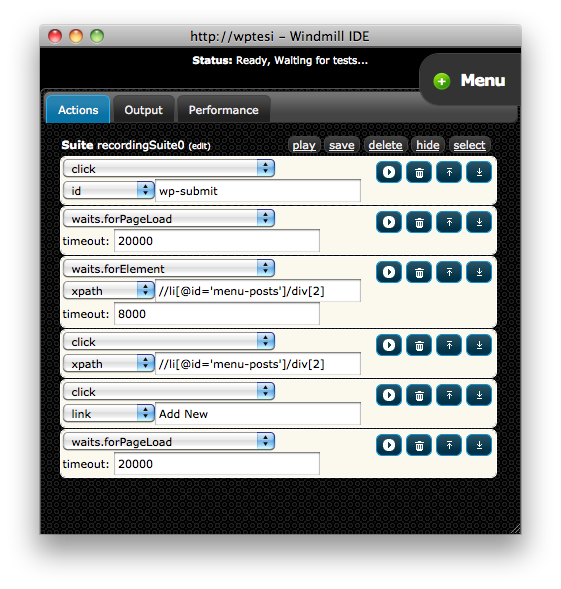 http://wptesi – Windmill IDE
Status: Ready, Waiting for tests...
Menu
Actions Output Performance
Suite recordingSuite0 (edit) play save delete hide select
click
id wp-submit
waits.forPageLoad
timeout: 20000
waits.forElement
xpath //li[@id='menu-posts']/div[2]
timeout: 8000
click
xpath //li[@id='menu-posts']/div[2]
click
link Add New
waits.forPageLoad
timeout: 20000